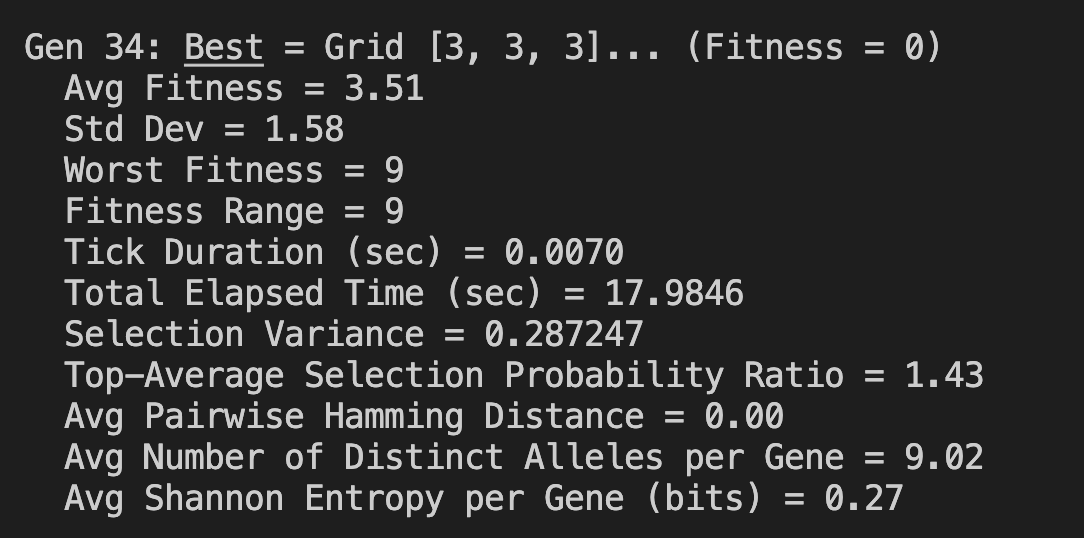 Gen 34: Best = Grid [3, 3, 3]... (Fitness = 0)
Avg Fitness = 3.51
Std Dev = 1.58
Worst Fitness = 9
Fitness Range = 9
Tick Duration (sec) = 0.0070
Total Elapsed Time (sec) = 17.9846
Selection Variance = 0.287247
Top-Average Selection Probability Ratio = 1.43
Avg Pairwise Hamming Distance = 0.00
Avg Number of Distinct Alleles per Gene = 9.02
Avg Shannon Entropy per Gene (bits) = 0.27